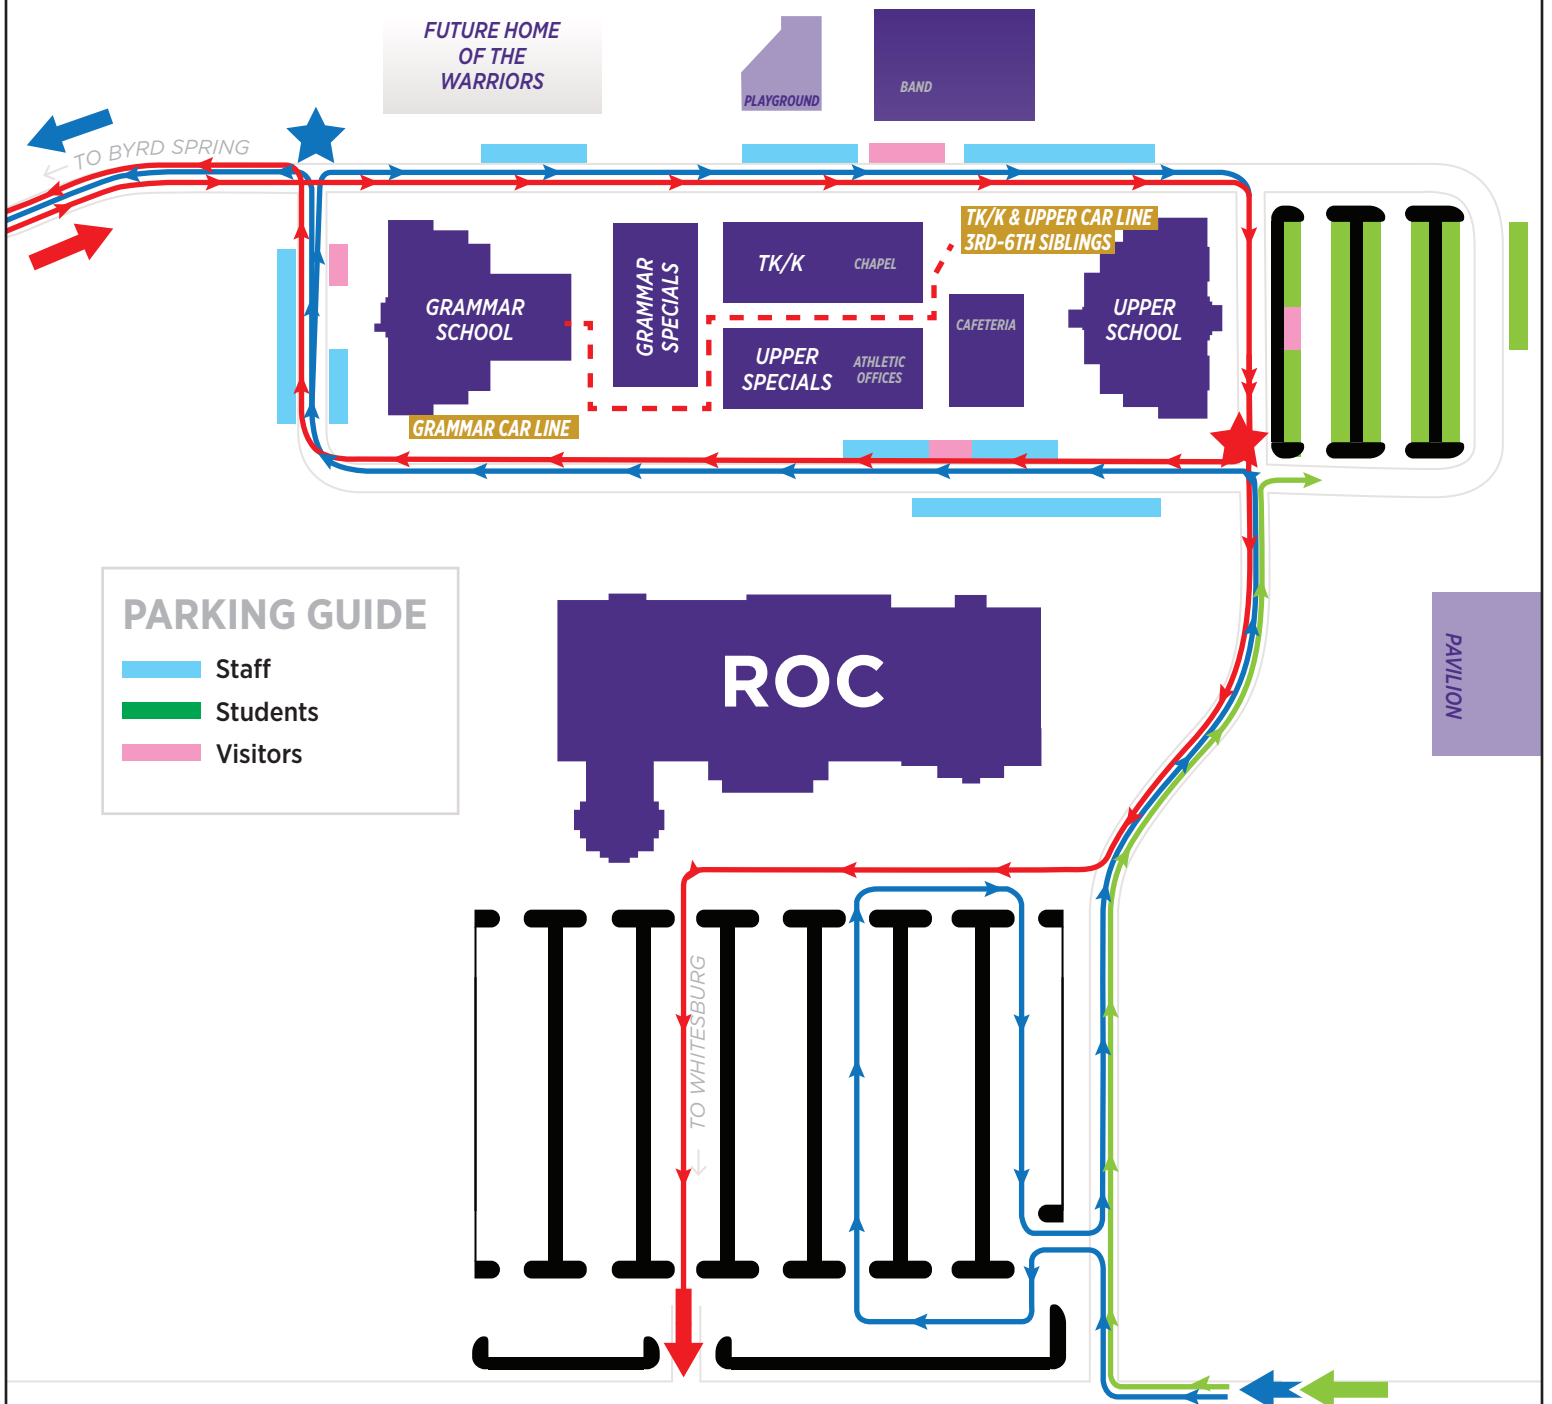 FUTURE HOME
OF THE
WARRIORS
PLAYGROUND
BAND
TO BYRD SPRING
TK/K & UPPER CAR LINE
3RD-6TH SIBLINGS
GRAMMAR
SCHOOL
GRAMMAR
SPECIALS
TK/K
CHAPEL
UPPER
SPECIALS
ATHLETIC
OFFICES
CAFETERIA
UPPER
SCHOOL
GRAMMAR CAR LINE
PARKING GUIDE
Staff
Students
Visitors
ROC
PAVILION
TO WHITESBURG